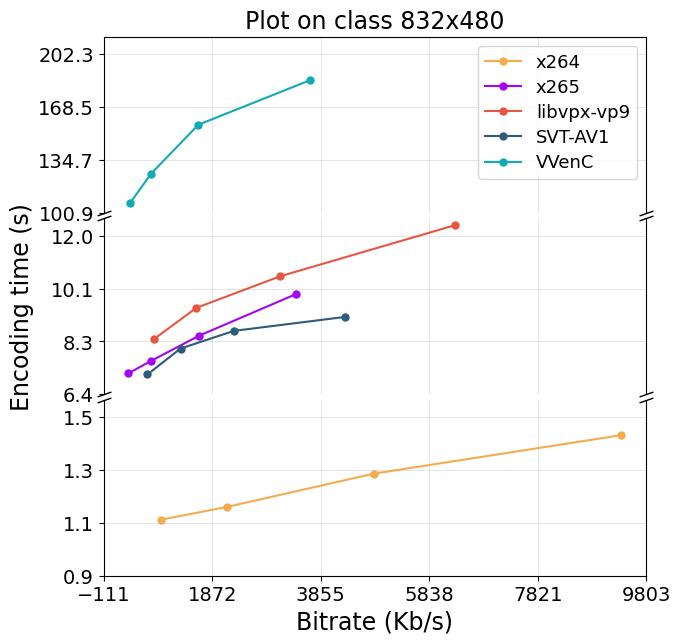 Plot on class 832x480
x264
x265
libvpx-vp9
SVT-AV1
VVenC
Encoding time (s)
202.3
168.5
134.7
100.9
12.0
10.1
8.3
6.4
1.5
1.3
1.1
0.9
−111 1872 3855 5838 7821 9803
Bitrate (Kb/s)